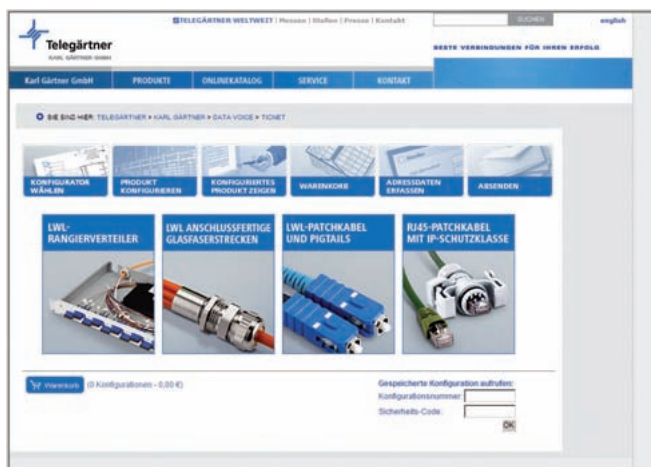 TELEGÄRTNER WELTWEIT | Messen | Stellen | Presse | Kontakt
SUCHEN
english
Telegärtner
KARL GÄRTNER GMBH
BESTE VERBINDUNGEN FÜR IHREN ERFOLG
Karl Gärtner GmbH
PRODUKTE
ONLINEKATALOG
SERVICE
KONTAKT
SIE SIND HIER: TELEGÄRTNER > KARL GÄRTNER > DATA VOICE > TICNET
KONFIGURATOR
WÄHLEN
PRODUKT
KONFIGURIEREN
KONFIGURIERTES
PRODUKT ZEIGEN
WARENKORB
ADRESSDATEN
ERFASSEN
ABSENDEN
LWL-
RANGIERVERTEILER
LWL ANSCHLUSSFERTIGE
GLASFASERSTRECKEN
LWL-PATCHKABEL
UND PIGTAILS
RJ45-PATCHKABEL
MIT IP-SCHUTZKLASSE
Warenkorb (0 Konfigurationen - 0,00 €)
Gespeicherte Konfiguration aufrufen:
Konfigurationsnummer:
Sicherheits-Code:
OK